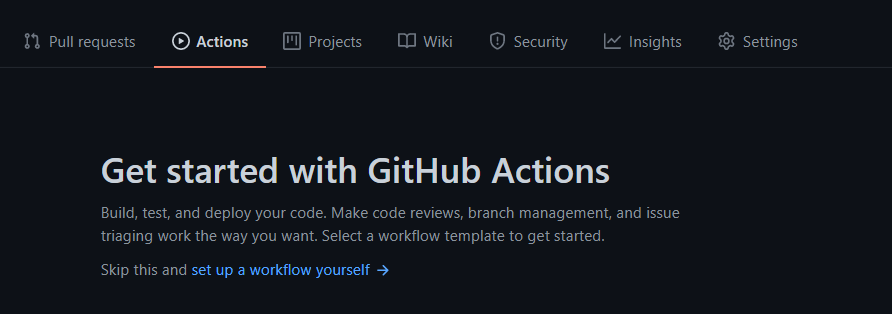 Pull requests Actions Projects Wiki Security Insights Settings
Get started with GitHub Actions
Build, test, and deploy your code. Make code reviews, branch management, and issue
triaging work the way you want. Select a workflow template to get started.
Skip this and set up a workflow yourself →